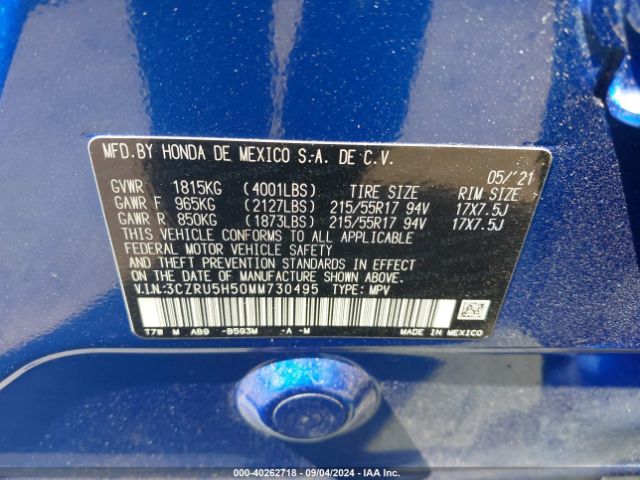 MFD.BY HONDA DE MEXICO S.A. DE C.V.
05/'21
GVWR 1815KG (4001LBS) TIRE SIZE RIM SIZE
GAWR F 965KG (2127LBS) 215/55R17 94V 17X7.5J
GAWR R 850KG (1873LBS) 215/55R17 94V 17X7.5J
THIS VEHICLE CONFORMS TO ALL APPLICABLE
FEDERAL MOTOR VEHICLE SAFETY
AND THEFT PREVENTION STANDARDS IN EFFECT
ON THE DATE OF MANUFACTURE SHOWN ABOVE.
V.I.N.:3CZRU5H50MM730495 TYPE: MPV
T7W M AB9 -B593M -A -M MADE IN MEXICO
000-40262718 - 09/04/2024 - IAA Inc.